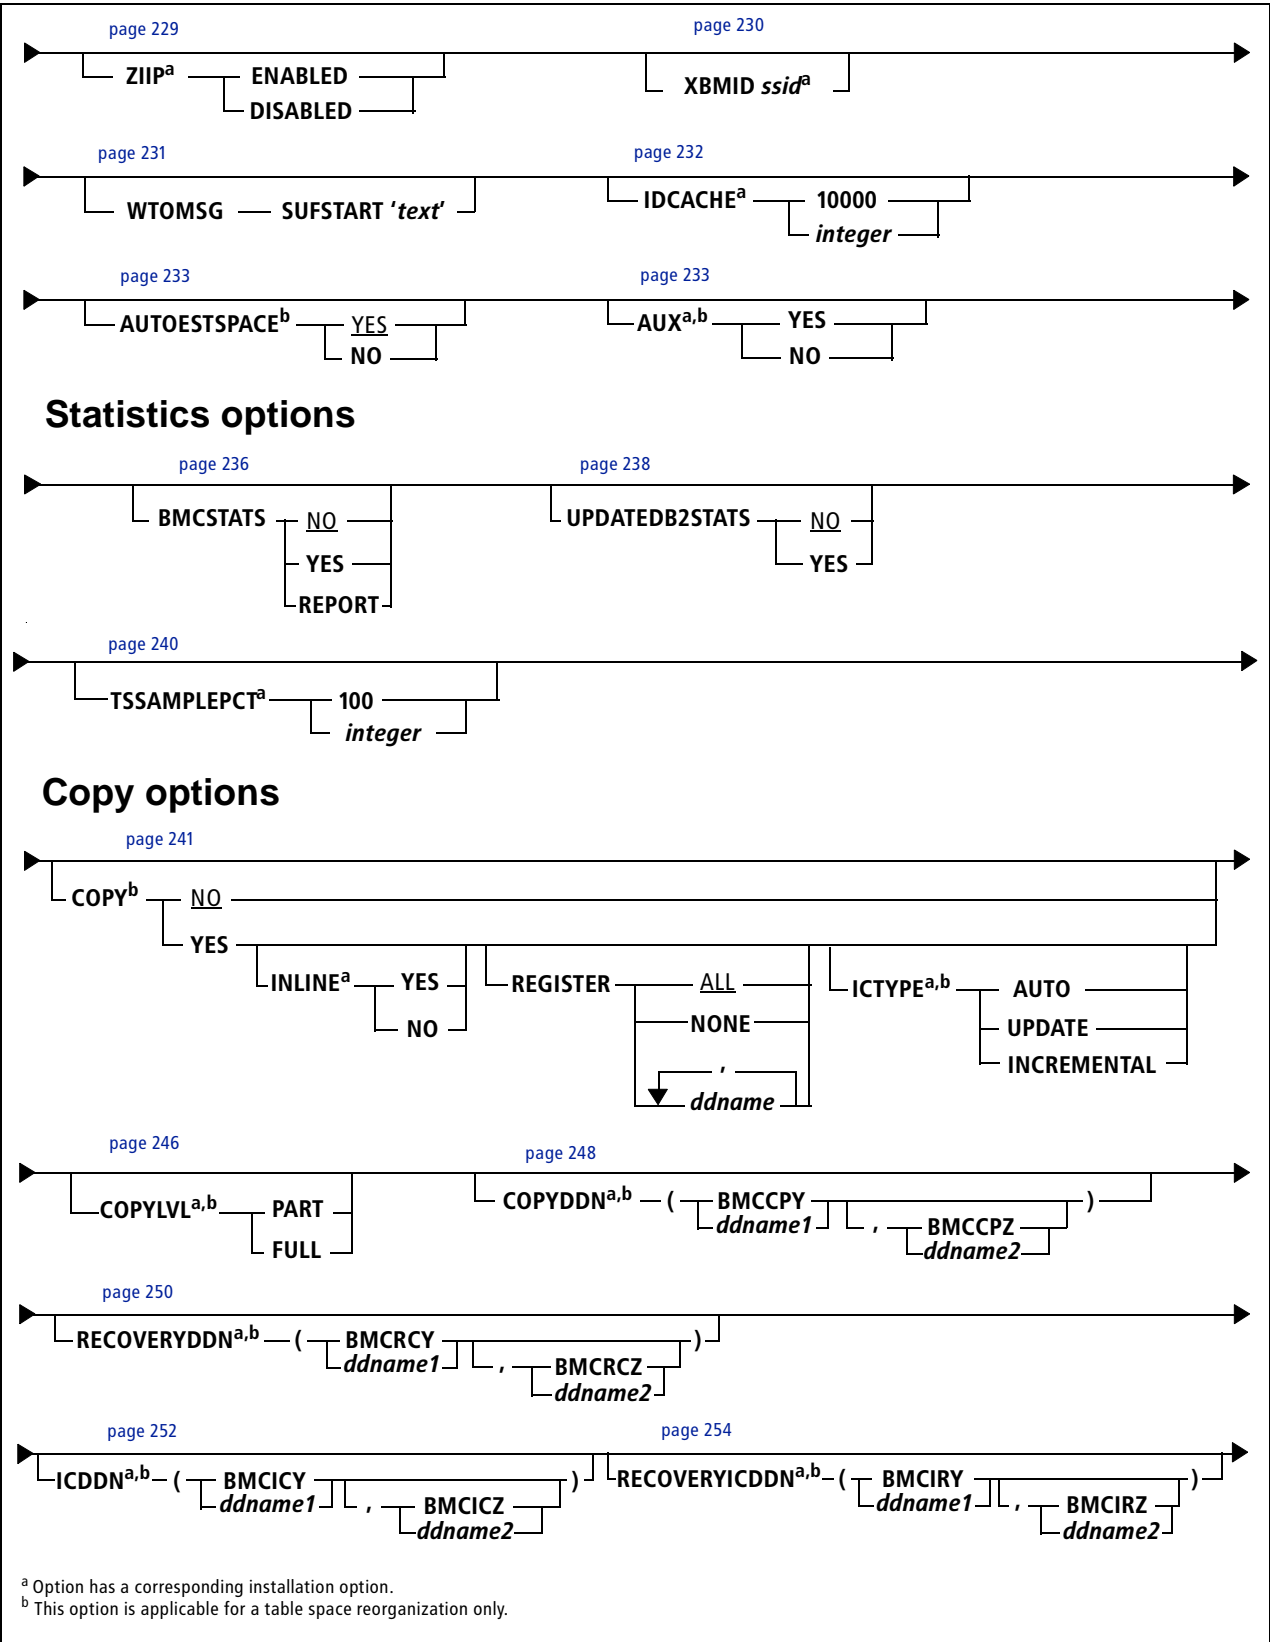 page 229 page 230
ZIIPa ENABLED XBMID ssida
DISABLED
page 231 page 232
WTOMSG SUFSTART 'text' IDCACHEa 10000
integer
page 233 page 233
AUTOESTSPACEb YES AUXa,b YES
NO NO
Statistics options
page 236 page 238
BMCSTATS NO UPDATEDB2STATS NO
YES YES
REPORT
page 240
TSSAMPLEPCTa 100
integer
Copy options
page 241
COPYb NO
YES
INLINEa YES REGISTER ALL ICTYPEa,b AUTO
NO NONE UPDATE
, INCREMENTAL
ddname
page 246 page 248
COPYLVLa,b PART COPYDDNa,b ( BMCCPY )
FULL ddname1 , BMCCPZ
ddname2
page 250
RECOVERYDDNa,b ( BMCRCY )
ddname1 , BMCRCZ
ddname2
page 252 page 254
ICDDNa,b ( BMCICY ) RECOVERYICDDNa,b ( BMCIRY )
ddname1 , BMCICZ ddname1 , BMCIRZ
ddname2 ddname2
a Option has a corresponding installation option.
b This option is applicable for a table space reorganization only.